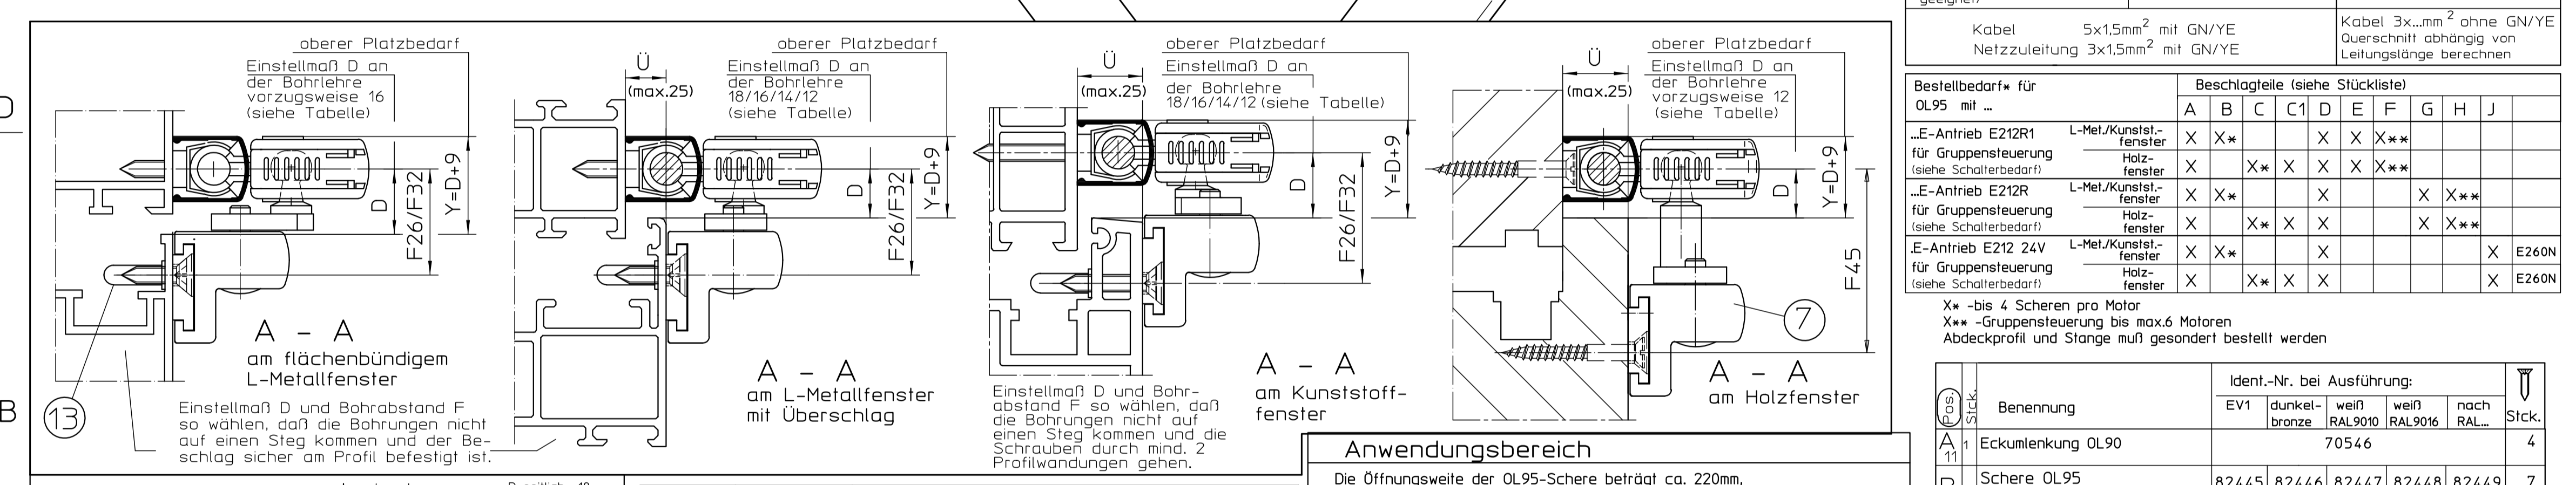 D
B
oberer Platzbedarf
Einstellmaß D an
der Bohrlehre
vorzugsweise 16
(siehe Tabelle)
D
F26/F32
Y=D+9
A - A
am flächenbündigem
L-Metallfenster
13
Einstellmaß D und Bohrabstand F
so wählen, daß die Bohrungen nicht
auf einen Steg kommen und der Be-
schlag sicher am Profil befestigt ist.
oberer Platzbedarf
Ü
(max.25)
Einstellmaß D an
der Bohrlehre
18/16/14/12
(siehe Tabelle)
D
F26/F32
Y=D+9
A - A
am L-Metallfenster
mit Überschlag
oberer Platzbedarf
Ü
(max.25)
Einstellmaß D an
der Bohrlehre
18/16/14/12 (siehe Tabelle)
D
F26/F32
Y=D+9
A - A
am Kunststoff-
fenster
Einstellmaß D und Bohr-
abstand F so wählen, daß
die Bohrungen nicht auf
einen Steg kommen und die
Schrauben durch mind. 2
Profilwandungen gehen.
oberer Platzbedarf
Ü
(max.25)
Einstellmaß D an
der Bohrlehre
vorzugsweise 12
(siehe Tabelle)
D
Y=D+9
F45
7
A - A
am Holzfenster
Anwendungsbereich
Die Öffnungsweite der OL95-Schere beträgt ca. 220mm,
Kabel 5x1,5mm² mit GN/YE
Netzzuleitung 3x1,5mm² mit GN/YE
Kabel 3x...mm² ohne GN/YE
Querschnitt abhängig von
Leitungslänge berechnen
Bestellbedarf* für
OL95 mit ...
Beschlagteile (siehe Stückliste)
A B C C1 D E F G H J
...E-Antrieb E212R1
für Gruppensteuerung
(siehe Schalterbedarf)
L-Met./Kunstst.-
fenster
X X* X X X**
Holz-
fenster
X X* X X X X**
...E-Antrieb E212R
für Gruppensteuerung
(siehe Schalterbedarf)
L-Met./Kunstst.-
fenster
X X* X X X**
Holz-
fenster
X X* X X X X**
.E-Antrieb E212 24V
für Gruppensteuerung
(siehe Schalterbedarf)
L-Met./Kunstst.-
fenster
X X* X X E260N
Holz-
fenster
X X* X X X E260N
X* -bis 4 Scheren pro Motor
X** -Gruppensteuerung bis max.6 Motoren
Abdeckprofil und Stange muß gesondert bestellt werden
Pos.
Stck.
Benennung
Ident.-Nr. bei Ausführung:
EV1
dunkel-
bronze
weiß
RAL9010
weiß
RAL9016
nach
RAL...
Stck.
A
11
1 Eckumlenkung OL90 70546 4
Schere OL95 82445 82446 82447 82448 82449 7